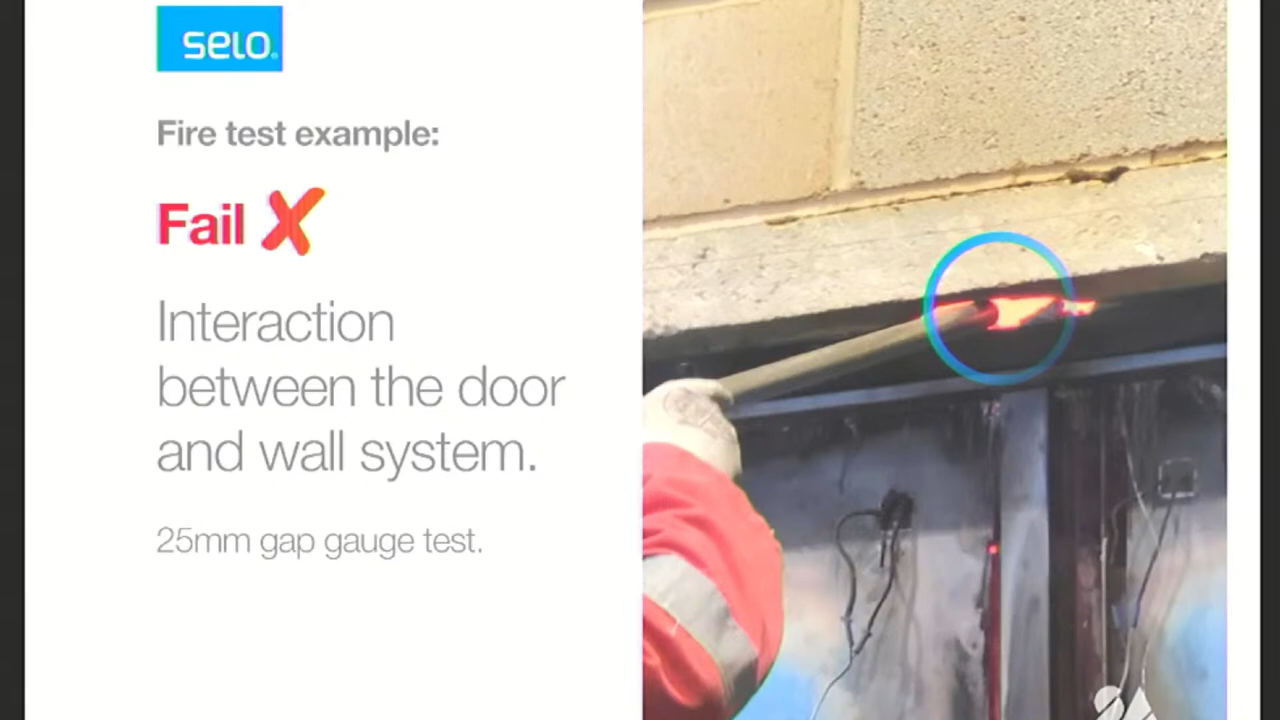 selo®
Fire test example:
Fail X
Interaction
between the door
and wall system.
25mm gap gauge test.